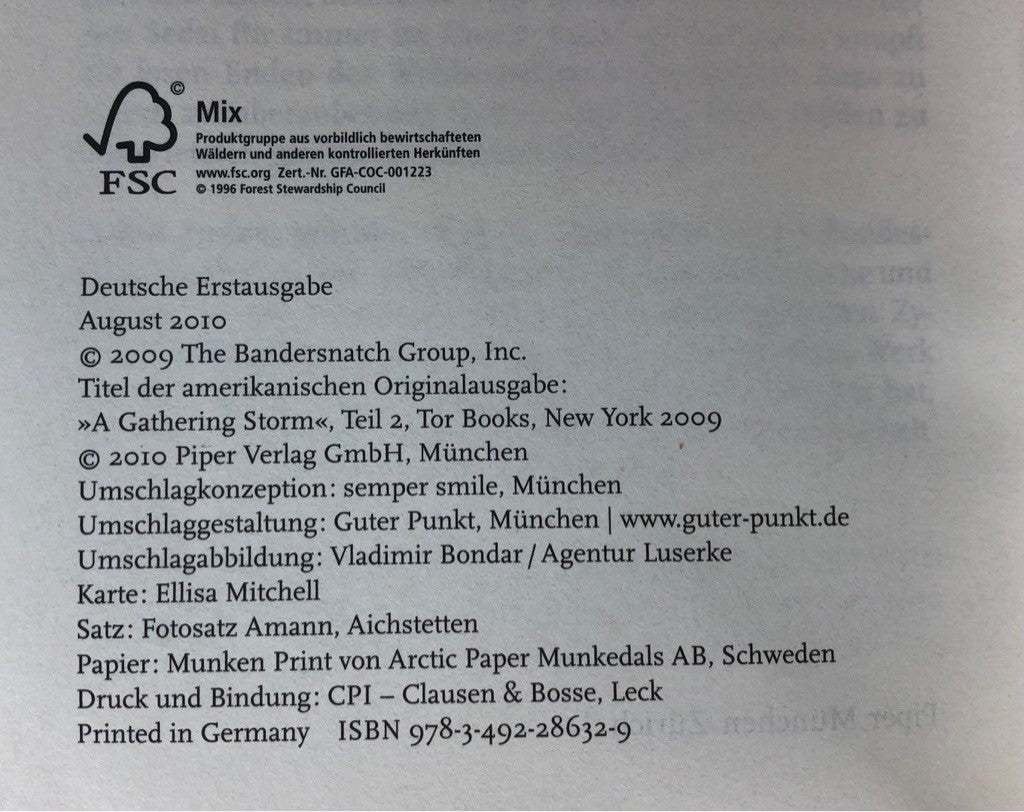 ©
Mix
FSC
Produktgruppe aus vorbildlich bewirtschafteten
Wäldern und anderen kontrollierten Herkünften
www.fsc.org Zert.-Nr. GFA-COC-001223
© 1996 Forest Stewardship Council
Deutsche Erstausgabe
August 2010
© 2009 The Bandersnatch Group, Inc.
Titel der amerikanischen Originalausgabe:
»A Gathering Storm«, Teil 2, Tor Books, New York 2009
© 2010 Piper Verlag GmbH, München
Umschlagkonzeption: semper smile, München
Umschlaggestaltung: Guter Punkt, München | www.guter-punkt.de
Umschlagabbildung: Vladimir Bondar / Agentur Luserke
Karte: Ellisa Mitchell
Satz: Fotosatz Amann, Aichstetten
Papier: Munken Print von Arctic Paper Munkedals AB, Schweden
Druck und Bindung: CPI – Clausen & Bosse, Leck
Printed in Germany ISBN 978-3-492-28632-9